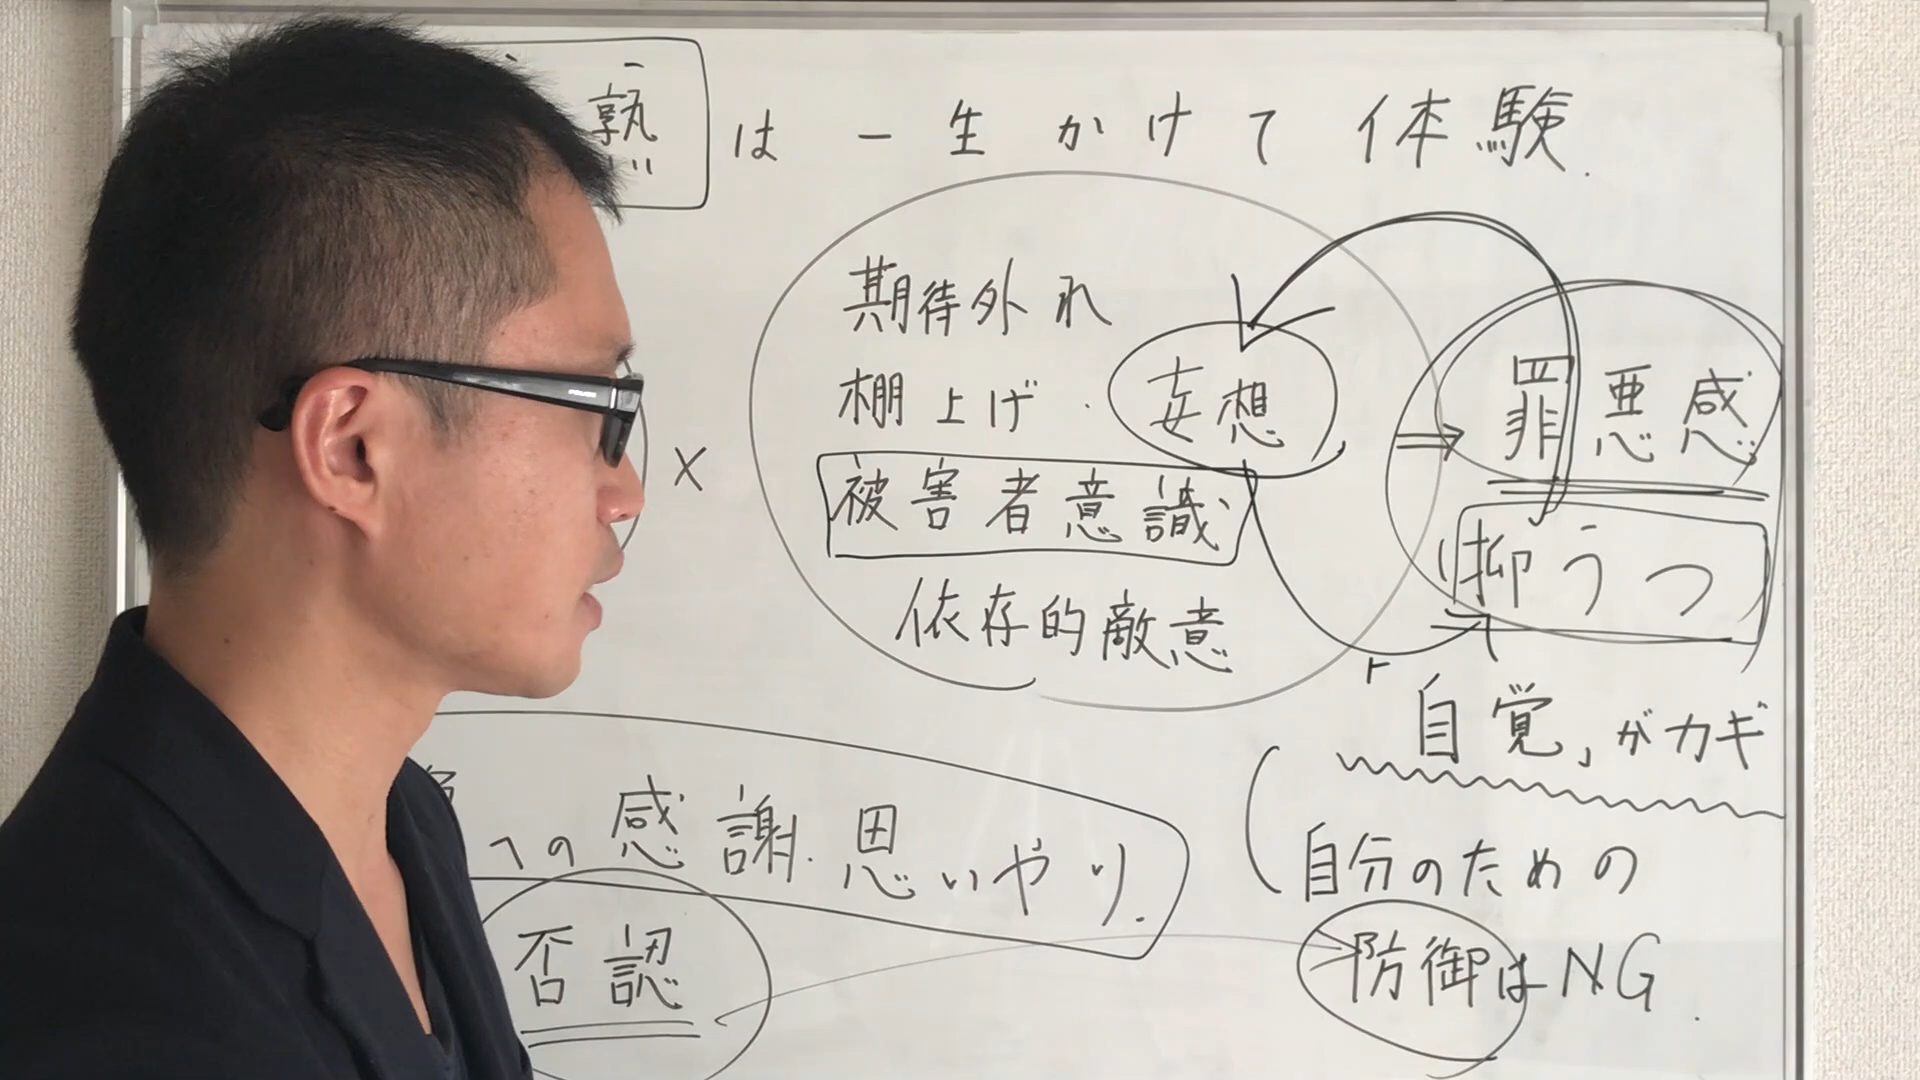 熟 は 一生かけて体験.
期待外れ
棚上げ・妄想
×
⇒ 罪悪感
被害者意識
抑うつ
依存的敵意
「自覚」がカギ
への感謝.思いやり.
自分のための
否認
防御はNG.